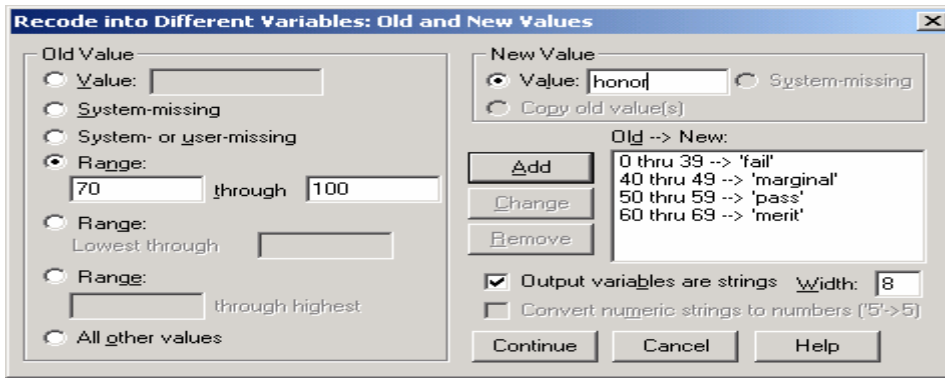 Recode into Different Variables: Old and New Values
Old Value
Value:
System-missing
System- or user-missing
Range:
70 through 100
Range:
Lowest through
Range:
through highest
All other values
New Value
Value: honor System-missing
Copy old value(s)
Old --> New:
Add
Change
Remove
0 thru 39 --> 'fail'
40 thru 49 --> 'marginal'
50 thru 59 --> 'pass'
60 thru 69 --> 'merit'
Output variables are strings Width: 8
Convert numeric strings to numbers ('5'->5)
Continue Cancel Help